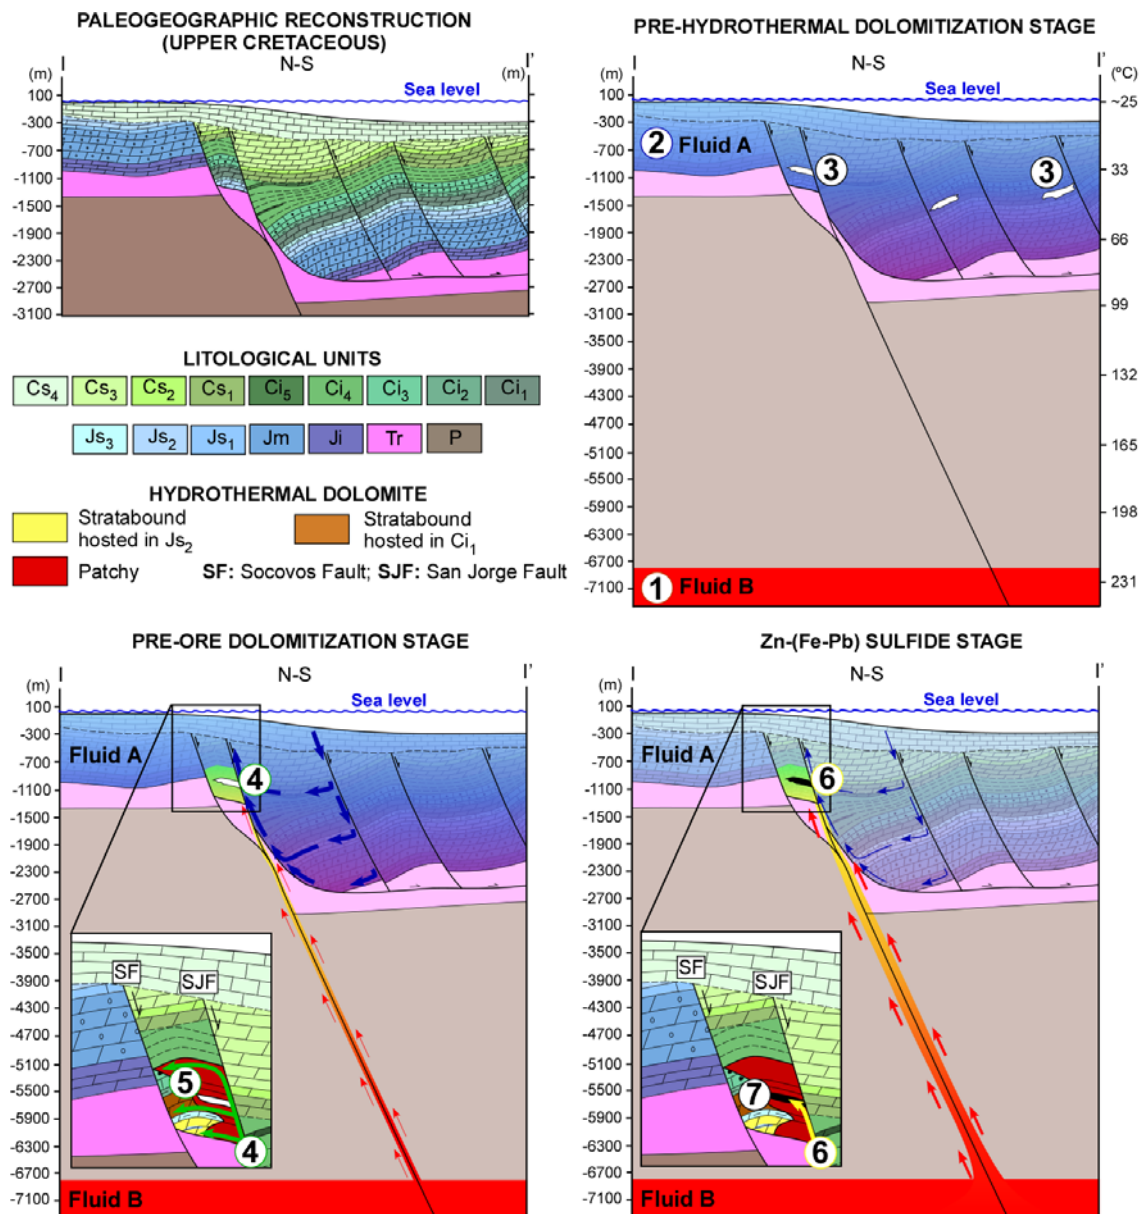 PALEOGEOGRAPHIC RECONSTRUCTION
(UPPER CRETACEOUS)
I N-S I'
(m) (m)
Sea level
100
-300
-700
-1100
-1500
-1900
-2300
-2700
-3100
PRE-HYDROTHERMAL DOLOMITIZATION STAGE
I N-S I'
(m) (ºC)
Sea level
100
-300
-700
-1100
-1500
-1900
-2300
-2700
-3100
-3500
-3900
-4300
-4700
-5100
-5500
-5900
-6300
-6700
-7100
~25
33
66
99
132
165
198
231
2 Fluid A
3
3
1 Fluid B
LITOLOGICAL UNITS
Cs4 Cs3 Cs2 Cs1 Ci5 Ci4 Ci3 Ci2 Ci1
Js3 Js2 Js1 Jm Ji Tr P
HYDROTHERMAL DOLOMITE
Stratabound
hosted in Js2
Stratabound
hosted in Ci1
Patchy
SF: Socovos Fault; SJF: San Jorge Fault
PRE-ORE DOLOMITIZATION STAGE
I N-S I'
(m)
Sea level
100
-300
-700
-1100
-1500
-1900
-2300
-2700
-3100
-3500
-3900
-4300
-4700
-5100
-5500
-5900
-6300
-6700
-7100
Fluid A
4
SF
SJF
5
4
Fluid B
Zn-(Fe-Pb) SULFIDE STAGE
I N-S I'
(m)
Sea level
100
-300
-700
-1100
-1500
-1900
-2300
-2700
-3100
-3500
-3900
-4300
-4700
-5100
-5500
-5900
-6300
-6700
-7100
Fluid A
6
SF
SJF
7
6
Fluid B